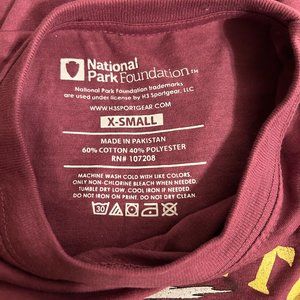 National
Park Foundation™
National Park Foundation trademarks
are used under license by H3 Sportgear, LLC
WWW.H3SPORTGEAR.COM
X-SMALL
MADE IN PAKISTAN
60% COTTON 40% POLYESTER
RN# 107208
MACHINE WASH COLD WITH LIKE COLORS.
ONLY NON-CHLORINE BLEACH WHEN NEEDED.
TUMBLE DRY LOW. COOL IRON IF NEEDED.
DO NOT IRON ON PRINT. DO NOT DRY CLEAN.
30